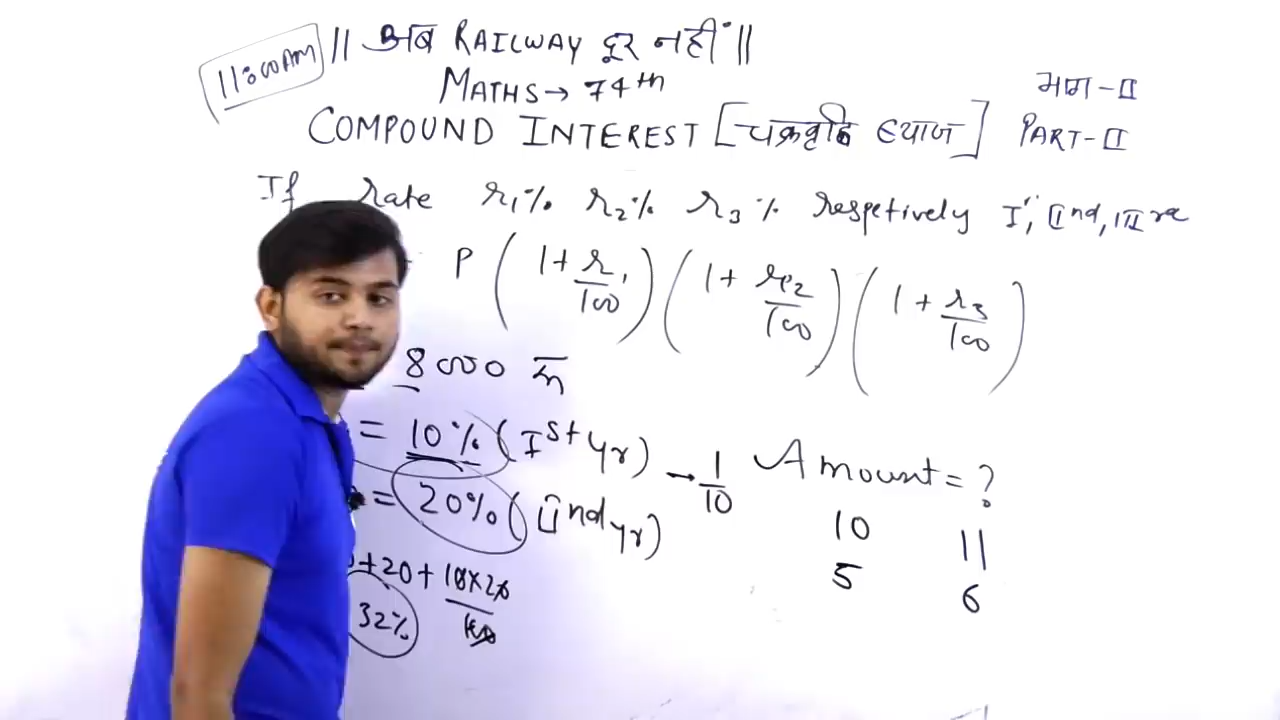 11:00AM || अब RAILWAY दूर नहीं ||
MATHS → 74th
भाग-II
COMPOUND INTEREST [चक्रवृद्धि ब्याज] PART-II
If rate r₁% r₂% r₃% respetively Iˢᵗ, IInd, III
P (1 + r₁/100) (1 + r₂/100) (1 + r₃/100)
8000 रु
= 10% (Ist yr) → 1/10 Amount = ?
= 20% (IInd yr) 10 11
5 6
+20+ 10×20/100
32%